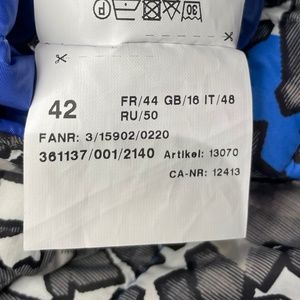 P
30
42
FR/44 GB/16 IT/48
RU/50
FANR: 3/15902/0220
361137/001/2140 Artikel: 13070
CA-NR: 12413